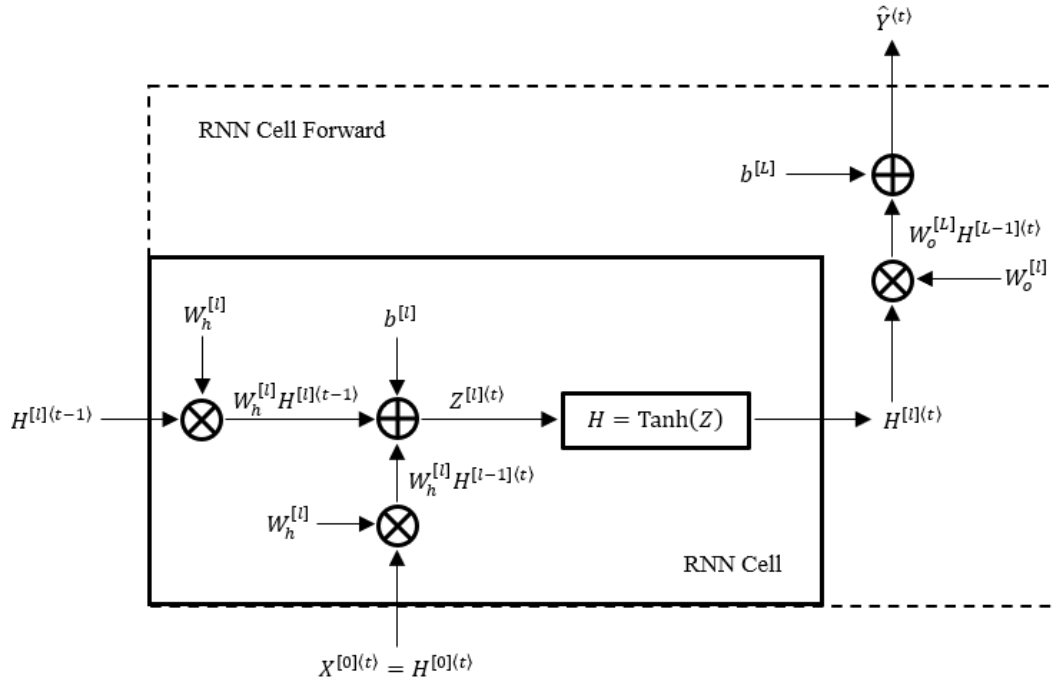 Ŷ⟨t⟩
RNN Cell Forward
b[L]
W_o^[L] H^[L−1]⟨t⟩
W_o^[l]
W_h^[l]
b^[l]
H^[l]⟨t−1⟩
W_h^[l] H^[l]⟨t−1⟩
Z^[l]⟨t⟩
H = Tanh(Z)
H^[l]⟨t⟩
W_h^[l] H^[l−1]⟨t⟩
W_h^[l]
RNN Cell
X^[0]⟨t⟩ = H^[0]⟨t⟩